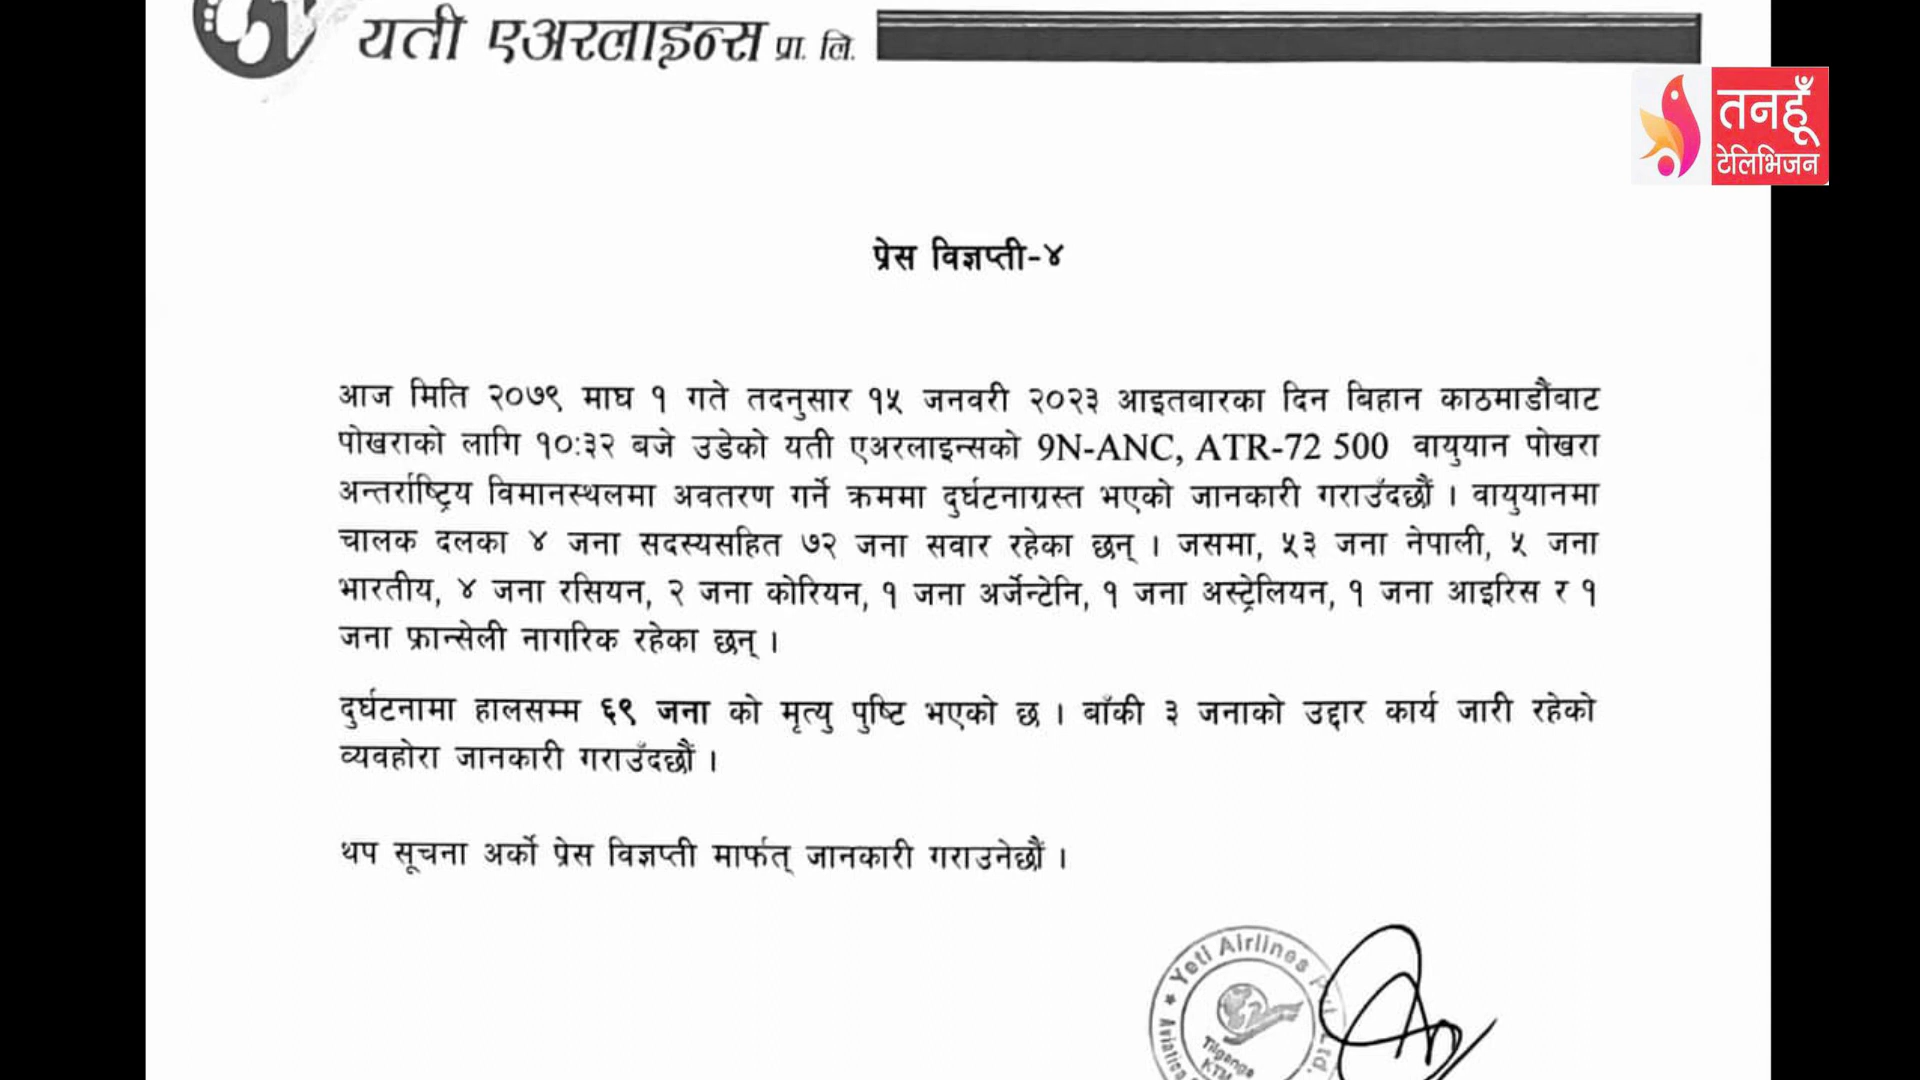 यती एअरलाइन्स प्रा. लि.
तनहूँ
टेलिभिजन
प्रेस विज्ञप्ती-४
आज मिति २०७९ माघ १ गते तदनुसार १५ जनवरी २०२३ आइतबारका दिन बिहान काठमाडौंबाट
पोखराको लागि १०:३२ बजे उडेको यती एअरलाइन्सको 9N-ANC, ATR-72 500 वायुयान पोखरा
अन्तर्राष्ट्रिय विमानस्थलमा अवतरण गर्ने क्रममा दुर्घटनाग्रस्त भएको जानकारी गराउँदछौं ।  वायुयानमा
चालक दलका ४ जना सदस्यसहित ७२ जना सवार रहेका छन् । जसमा, ५३ जना नेपाली, ५ जना
भारतीय, ४ जना रसियन, २ जना कोरियन, १ जना अर्जेन्टेनि, १ जना अस्ट्रेलियन, १ जना आइरिस र १
जना फ्रान्सेली नागरिक रहेका छन् ।
दुर्घटनामा हालसम्म ६९ जना को मृत्यु पुष्टि भएको छ । बाँकी ३ जनाको उद्दार कार्य जारी रहेको
व्यवहोरा जानकारी गराउँदछौं ।
थप सूचना अर्को प्रेस विज्ञप्ती मार्फत् जानकारी गराउनेछौं ।
Yeti Airlines Pvt. Ltd.
Tilganga
KTM
Aviation